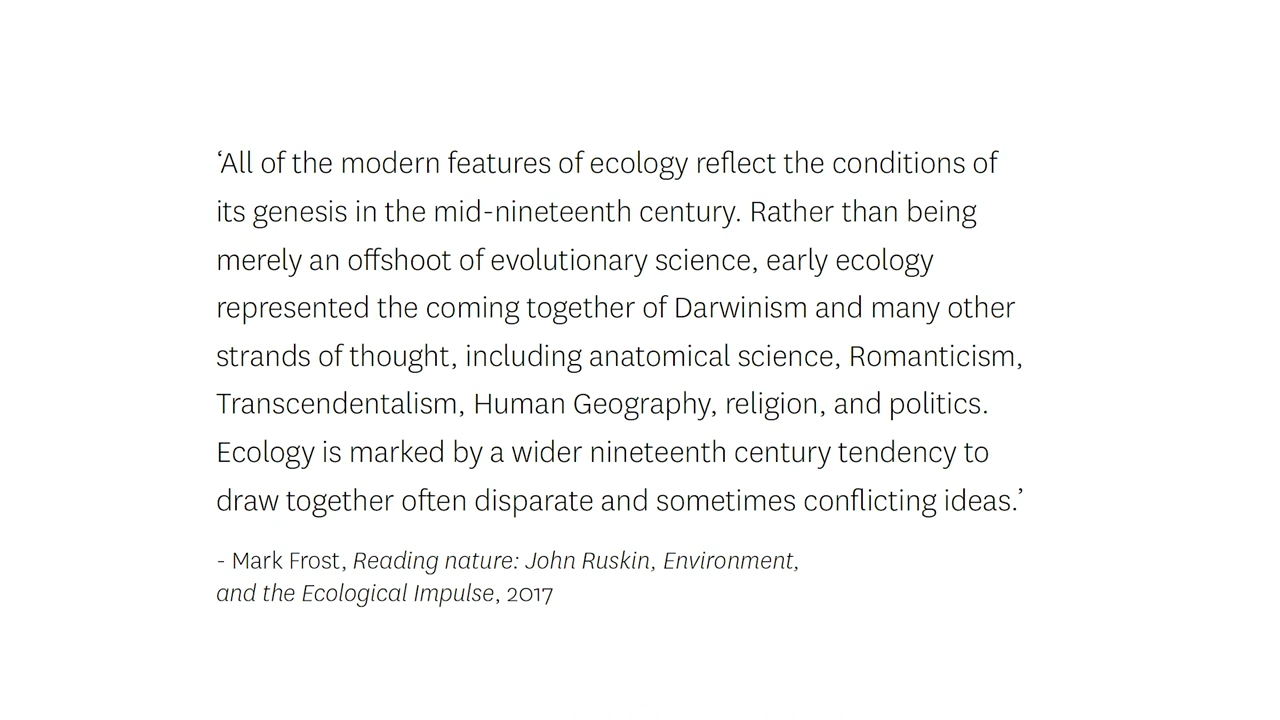 ‘All of the modern features of ecology reflect the conditions of
its genesis in the mid-nineteenth century. Rather than being
merely an offshoot of evolutionary science, early ecology
represented the coming together of Darwinism and many other
strands of thought, including anatomical science, Romanticism,
Transcendentalism, Human Geography, religion, and politics.
Ecology is marked by a wider nineteenth century tendency to
draw together often disparate and sometimes conflicting ideas.’
- Mark Frost, Reading nature: John Ruskin, Environment,
and the Ecological Impulse, 2017